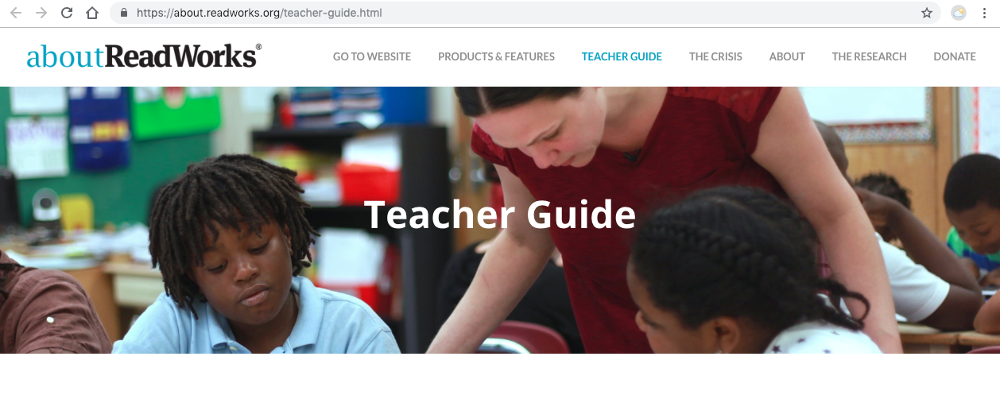 https://about.readworks.org/teacher-guide.html
aboutReadWorks®
GO TO WEBSITE PRODUCTS & FEATURES TEACHER GUIDE THE CRISIS ABOUT THE RESEARCH DONATE
Teacher Guide